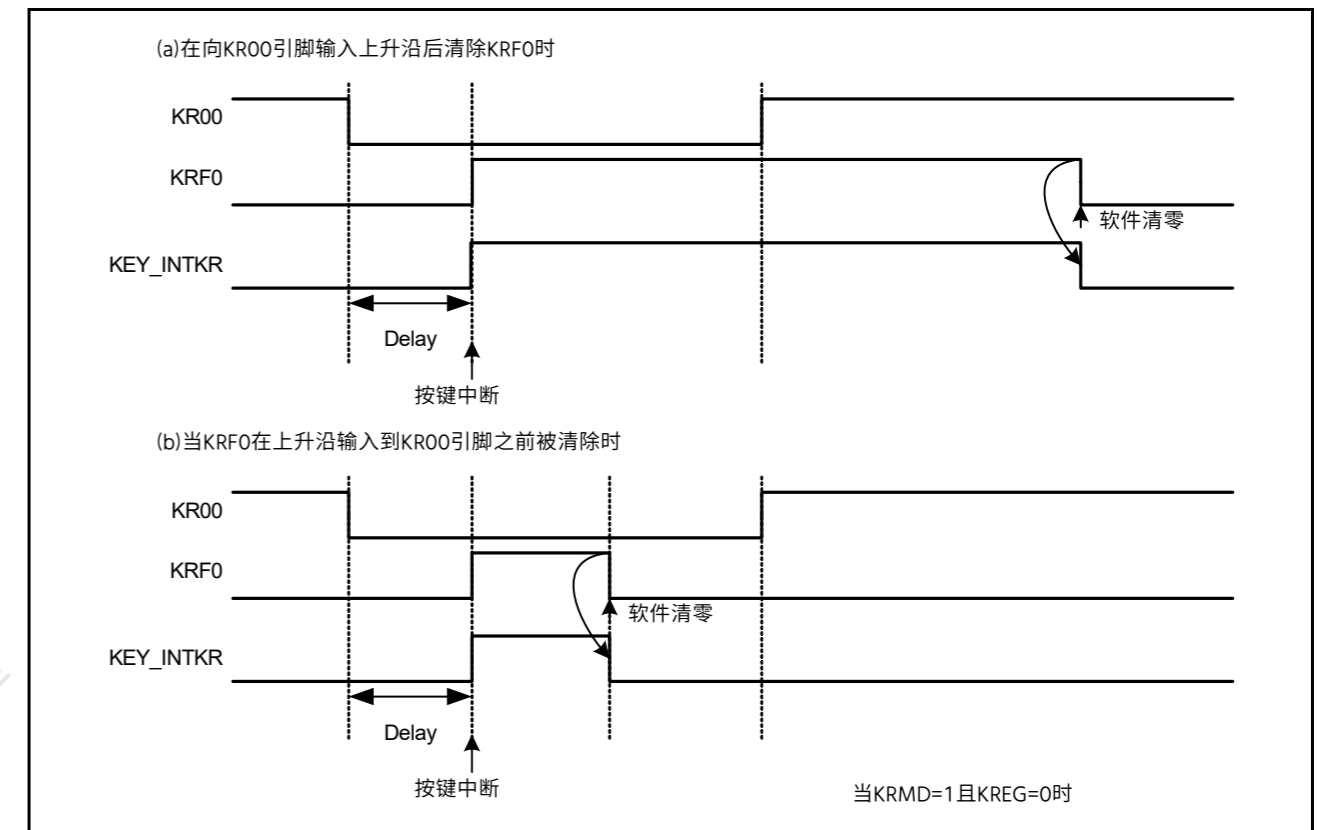 (a)在向KR00引脚输入上升沿后清除KRF0时
KR00
KRF0
软件清零
KEY_INTKR
Delay
按键中断
(b)当KRF0在上升沿输入到KR00引脚之前被清除时
KR00
KRF0
软件清零
KEY_INTKR
Delay
按键中断
当KRMD=1且KREG=0时